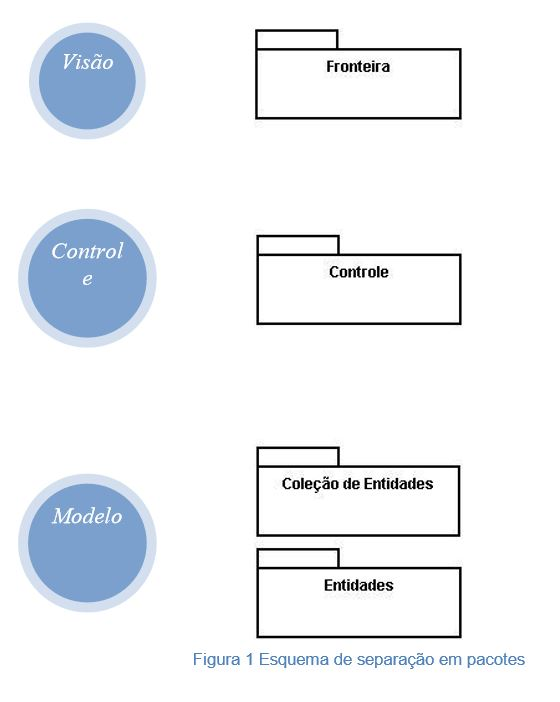 Visão
Fronteira
Control
e
Controle
Modelo
Coleção de Entidades
Entidades
Figura 1 Esquema de separação em pacotes